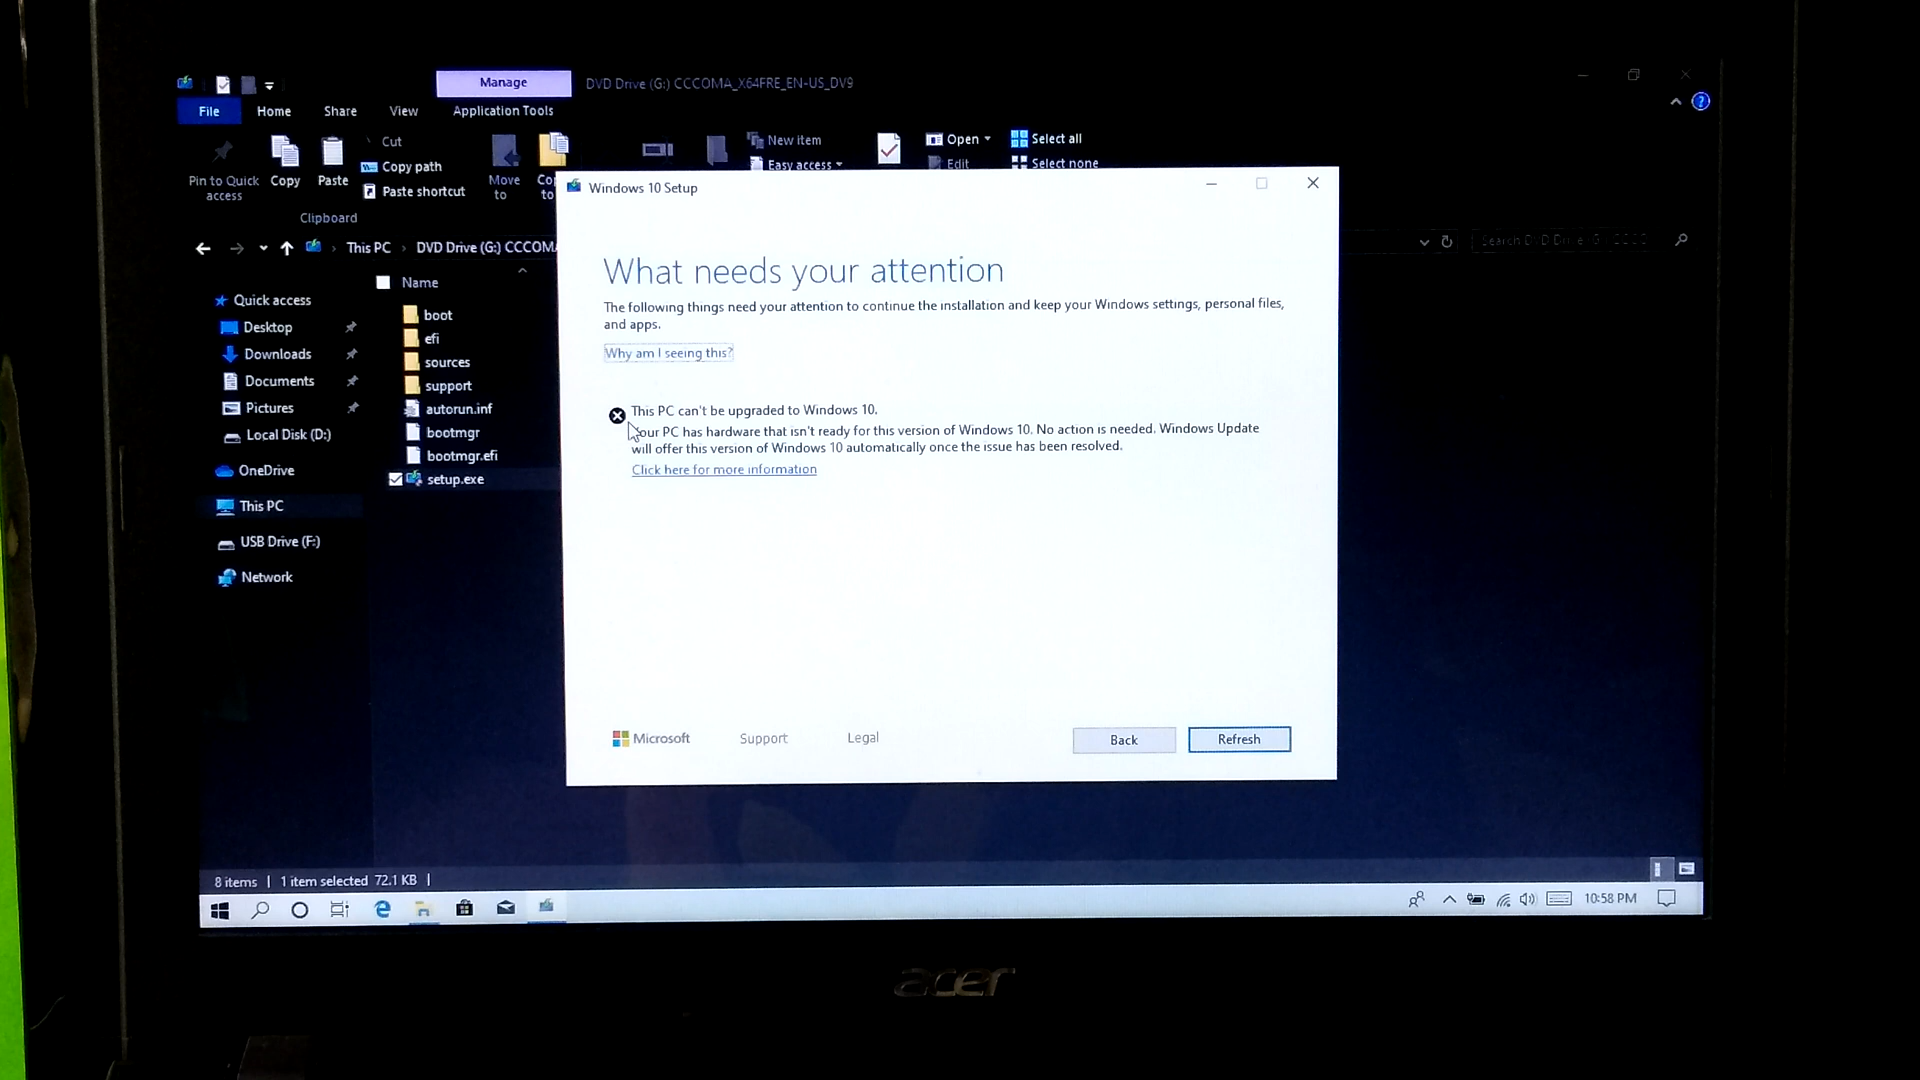 Manage
DVD Drive (G:) CCCOMA_X64FRE_EN-US_DV9
File
Home
Share
View
Application Tools
Pin to Quick
access
Copy
Paste
Cut
Copy path
Paste shortcut
Move
to
to
New item
Easy access
Open
Edit
Select all
Select none
Clipboard
This PC
DVD Drive (G:) CCCOMA
Search DVD Drive
Name
Quick access
Desktop
Downloads
Documents
Pictures
Local Disk (D:)
OneDrive
This PC
USB Drive (F:)
Network
boot
efi
sources
support
autorun.inf
bootmgr
bootmgr.efi
setup.exe
Windows 10 Setup
What needs your attention
The following things need your attention to continue the installation and keep your Windows settings, personal files,
and apps.
Why am I seeing this?
This PC can't be upgraded to Windows 10.
our PC has hardware that isn't ready for this version of Windows 10. No action is needed. Windows Update
will offer this version of Windows 10 automatically once the issue has been resolved.
Click here for more information
Microsoft
Support
Legal
Back
Refresh
8 items
1 item selected 72.1 KB
10:58 PM
acer